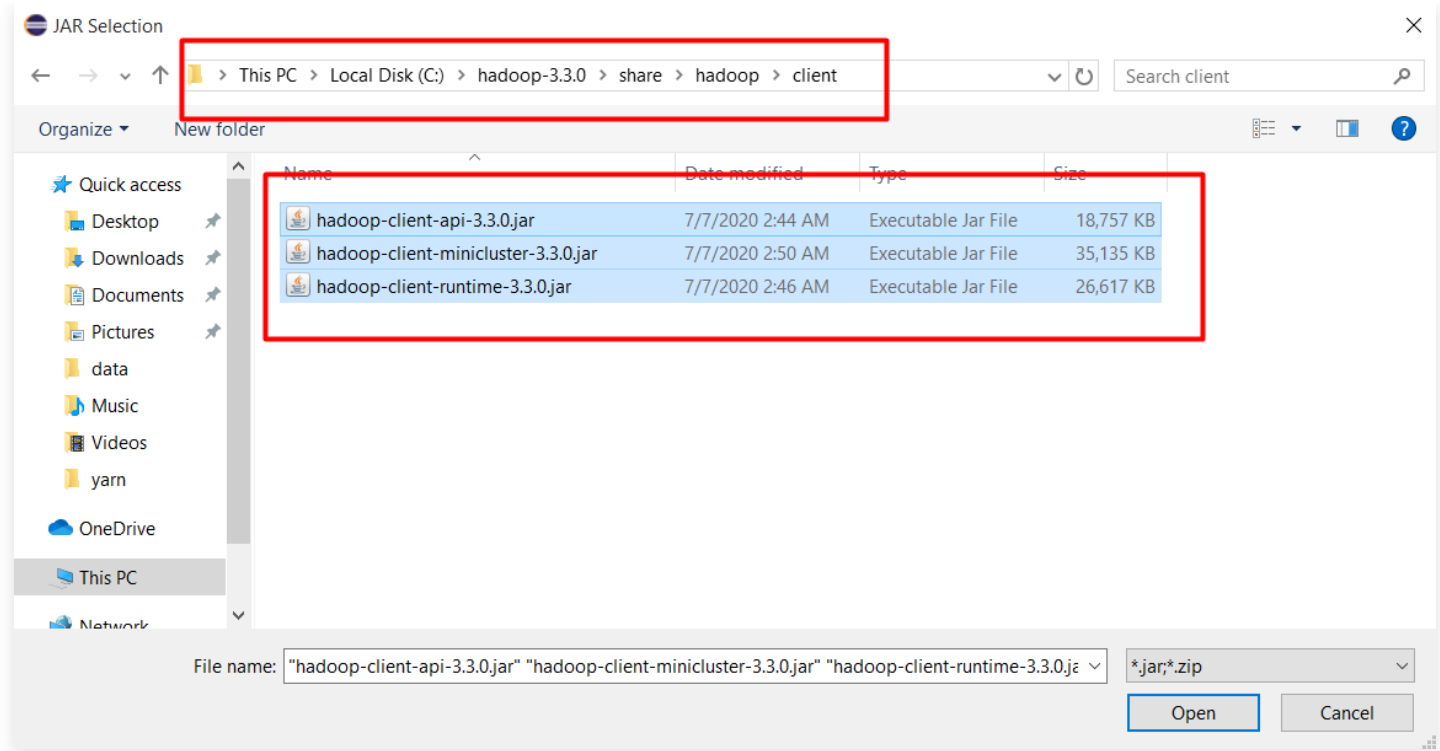 JAR Selection
This PC > Local Disk (C:) > hadoop-3.3.0 > share > hadoop > client
Search client
Organize
New folder
Name Date modified Type Size
Quick access
Desktop
Downloads
Documents
Pictures
data
Music
Videos
yarn
OneDrive
This PC
Network
hadoop-client-api-3.3.0.jar 7/7/2020 2:44 AM Executable Jar File 18,757 KB
hadoop-client-minicluster-3.3.0.jar 7/7/2020 2:50 AM Executable Jar File 35,135 KB
hadoop-client-runtime-3.3.0.jar 7/7/2020 2:46 AM Executable Jar File 26,617 KB
File name: "hadoop-client-api-3.3.0.jar" "hadoop-client-minicluster-3.3.0.jar" "hadoop-client-runtime-3.3.0.ja
*.jar;*.zip
Open
Cancel